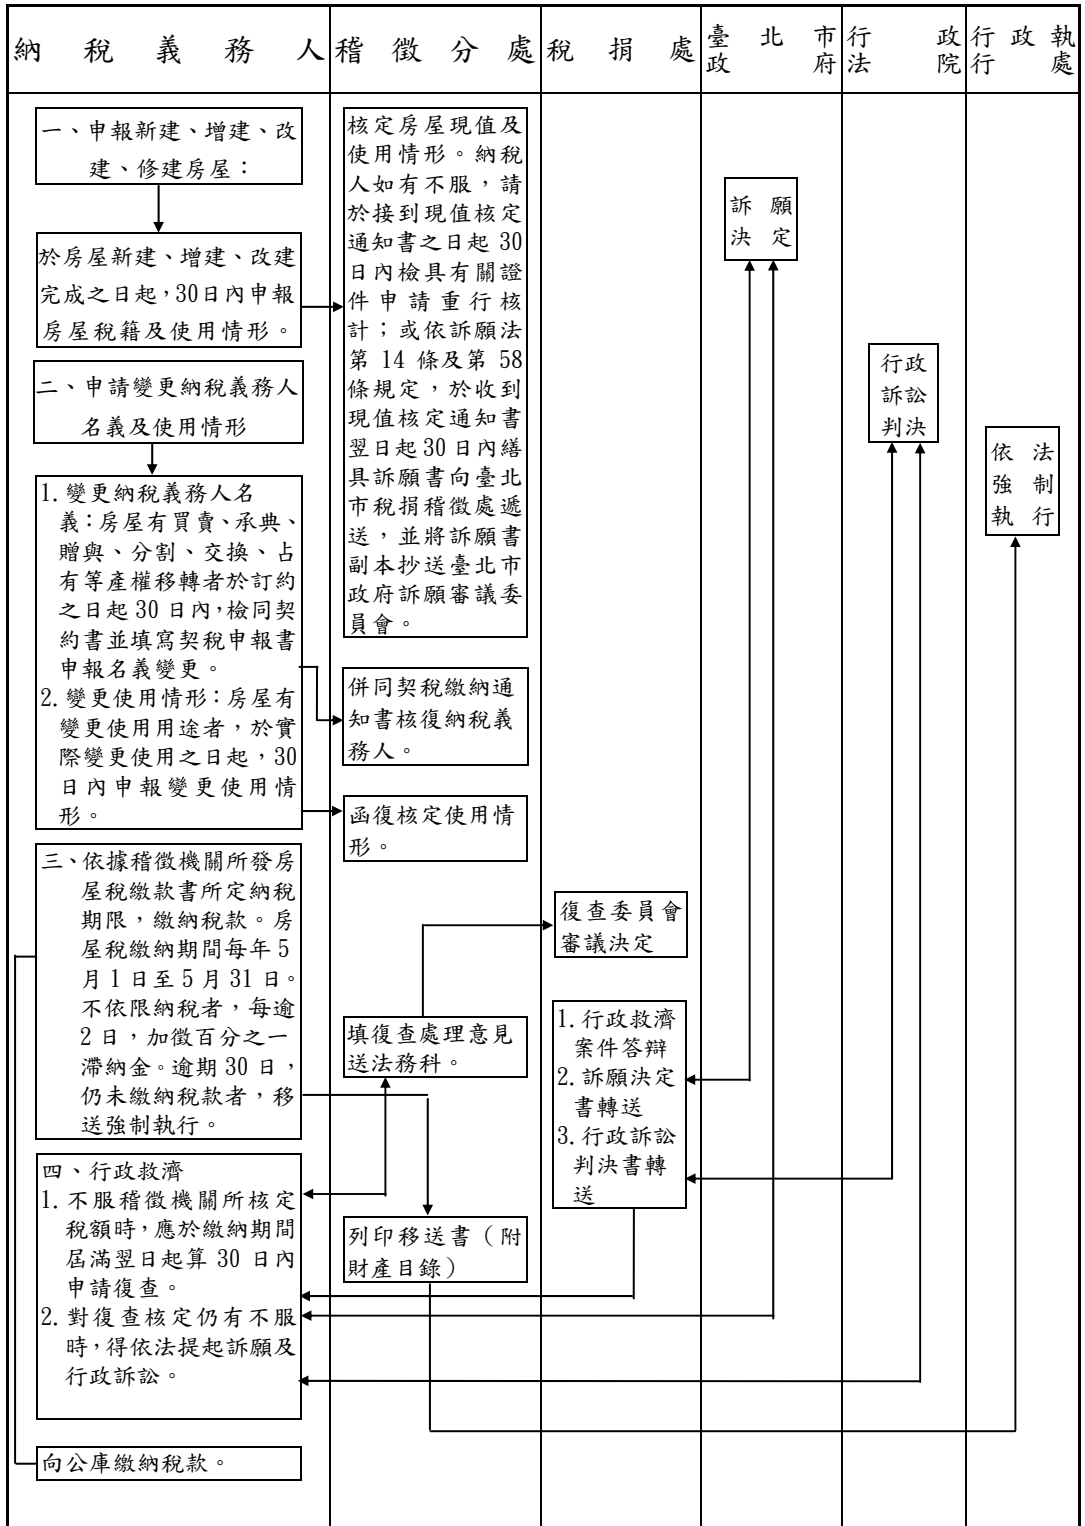 納稅義務人
稽徵分處
稅捐處
臺北市
政府
行政
法院
行政執
行處
一、申報新建、增建、改
建、修建房屋：
於房屋新建、增建、改建
完成之日起，30日內申報
房屋稅籍及使用情形。
二、申請變更納稅義務人
名義及使用情形
1.變更納稅義務人名
義：房屋有買賣、承典、
贈與、分割、交換、占
有等產權移轉者於訂約
之日起 30 日內，檢同契
約書並填寫契稅申報書
申報名義變更。
2.變更使用情形：房屋有
變更使用用途者，於實
際變更使用之日起，30
日內申報變更使用情
形。
三、依據稽徵機關所發房
屋稅繳款書所定納稅
期限，繳納稅款。房
屋稅繳納期間每年 5
月 1 日至 5 月 31 日。
不依限納稅者，每逾
2 日，加徵百分之一
滯納金。逾期 30 日，
仍未繳納稅款者，移
送強制執行。
四、行政救濟
1.不服稽徵機關所核定
稅額時，應於繳納期間
屆滿翌日起算 30 日內
申請復查。
2.對復查核定仍有不服
時，得依法提起訴願及
行政訴訟。
向公庫繳納稅款。
核定房屋現值及
使用情形。納稅
人如有不服，請
於接到現值核定
通知書之日起 30
日內檢具有關證
件申請重行核
計；或依訴願法
第 14 條及第 58
條規定，於收到
現值核定通知書
翌日起 30 日內繕
具訴願書向臺北
市稅捐稽徵處遞
送，並將訴願書
副本抄送臺北市
政府訴願審議委
員會。
併同契稅繳納通
知書核復納稅義
務人。
函復核定使用情
形。
填復查處理意見
送法務科。
列印移送書（附
財產目錄）
復查委員會
審議決定
1.行政救濟
案件答辯
2.訴願決定
書轉送
3.行政訴訟
判決書轉
送
訴願
決定
行政
訴訟
判決
依法
強制
執行